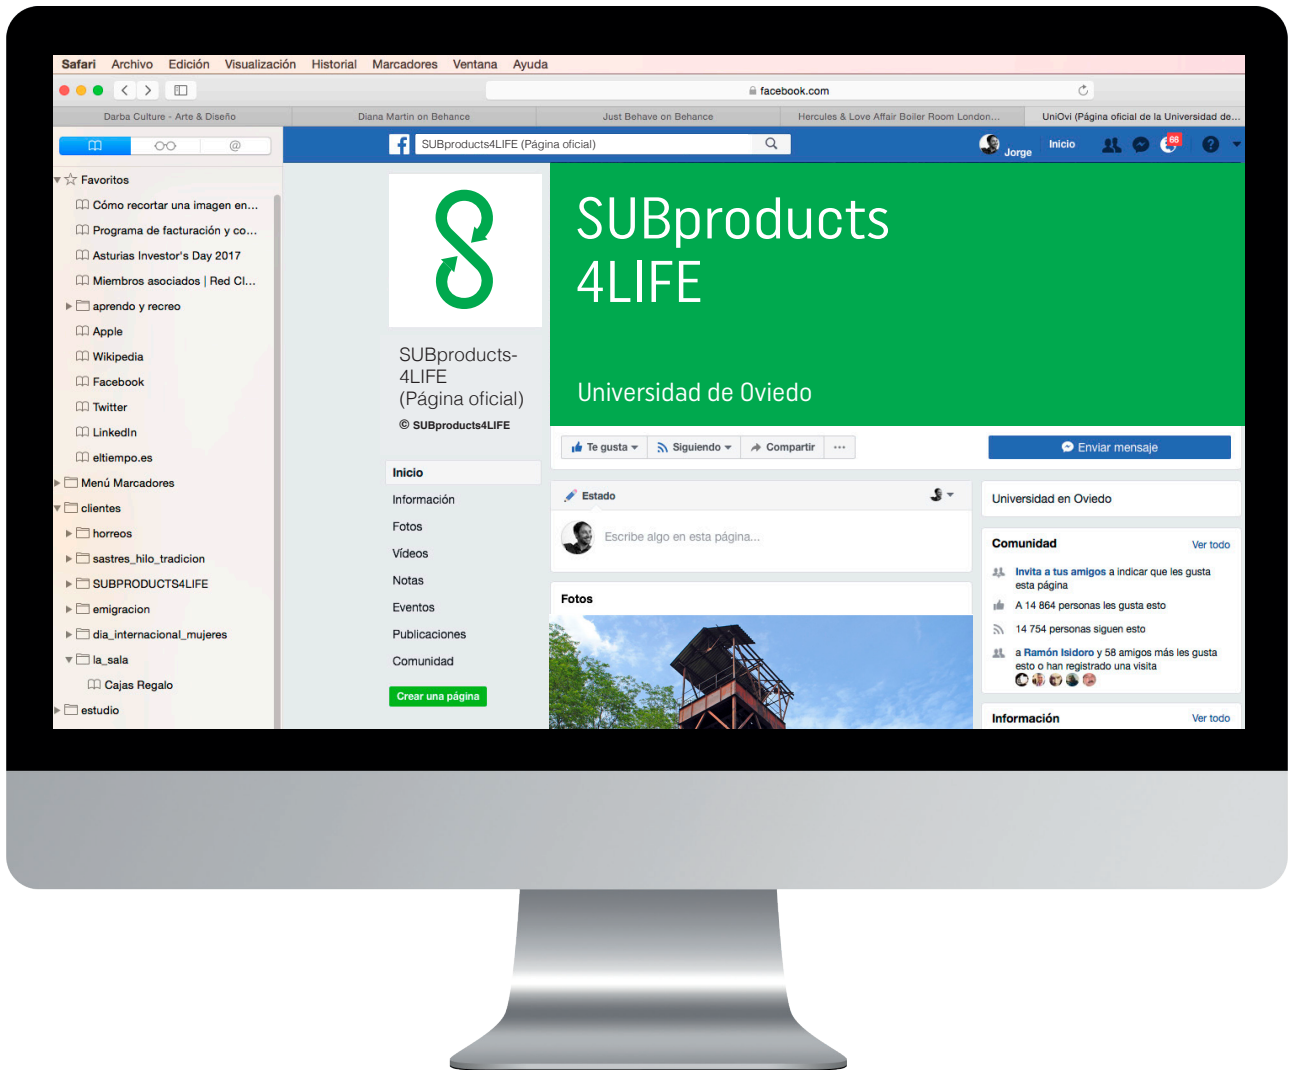 Safari Archivo Edición Visualización Historial Marcadores Ventana Ayuda
facebook.com
Darba Culture - Arte & Diseño
Diana Martin on Behance
Just Behave on Behance
Hercules & Love Affair Boiler Room London...
UniOvi (Página oficial de la Universidad de...
@
SUBproducts4LIFE (Página oficial)
Jorge
Inicio
66
?
Favoritos
Cómo recortar una imagen en...
Programa de facturación y co...
Asturias Investor's Day 2017
Miembros asociados | Red Cl...
aprendo y recreo
Apple
Wikipedia
Facebook
Twitter
LinkedIn
eltiempo.es
Menú Marcadores
clientes
horreos
sastres_hilo_tradicion
SUBPRODUCTS4LIFE
emigracion
dia_internacional_mujeres
la_sala
Cajas Regalo
estudio
SUBproducts-
4LIFE
(Página oficial)
© SUBproducts4LIFE
Inicio
Información
Fotos
Vídeos
Notas
Eventos
Publicaciones
Comunidad
Crear una página
SUBproducts
4LIFE
Universidad de Oviedo
Te gusta
Siguiendo
Compartir
...
Enviar mensaje
Estado
Escribe algo en esta página...
Fotos
Universidad en Oviedo
Comunidad
Ver todo
Invita a tus amigos a indicar que les gusta
esta página
A 14 864 personas les gusta esto
14 754 personas siguen esto
a Ramón Isidoro y 58 amigos más les gusta
esto o han registrado una visita
Información
Ver todo